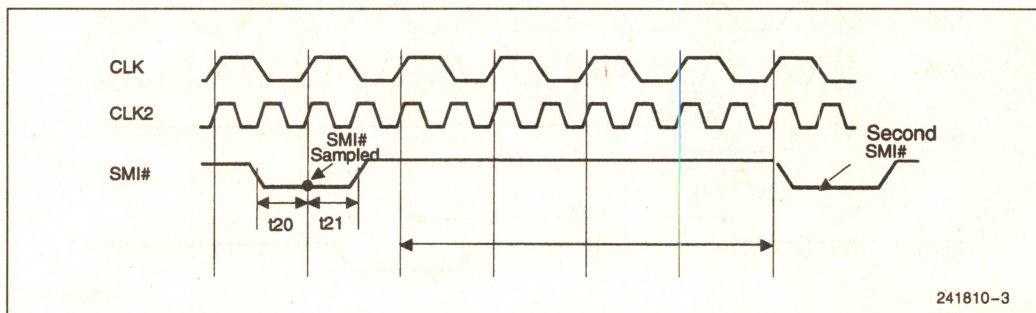 CLK
CLK2
SMI#
Sampled
SMI#
Second
SMI#
t20
t21
241810-3